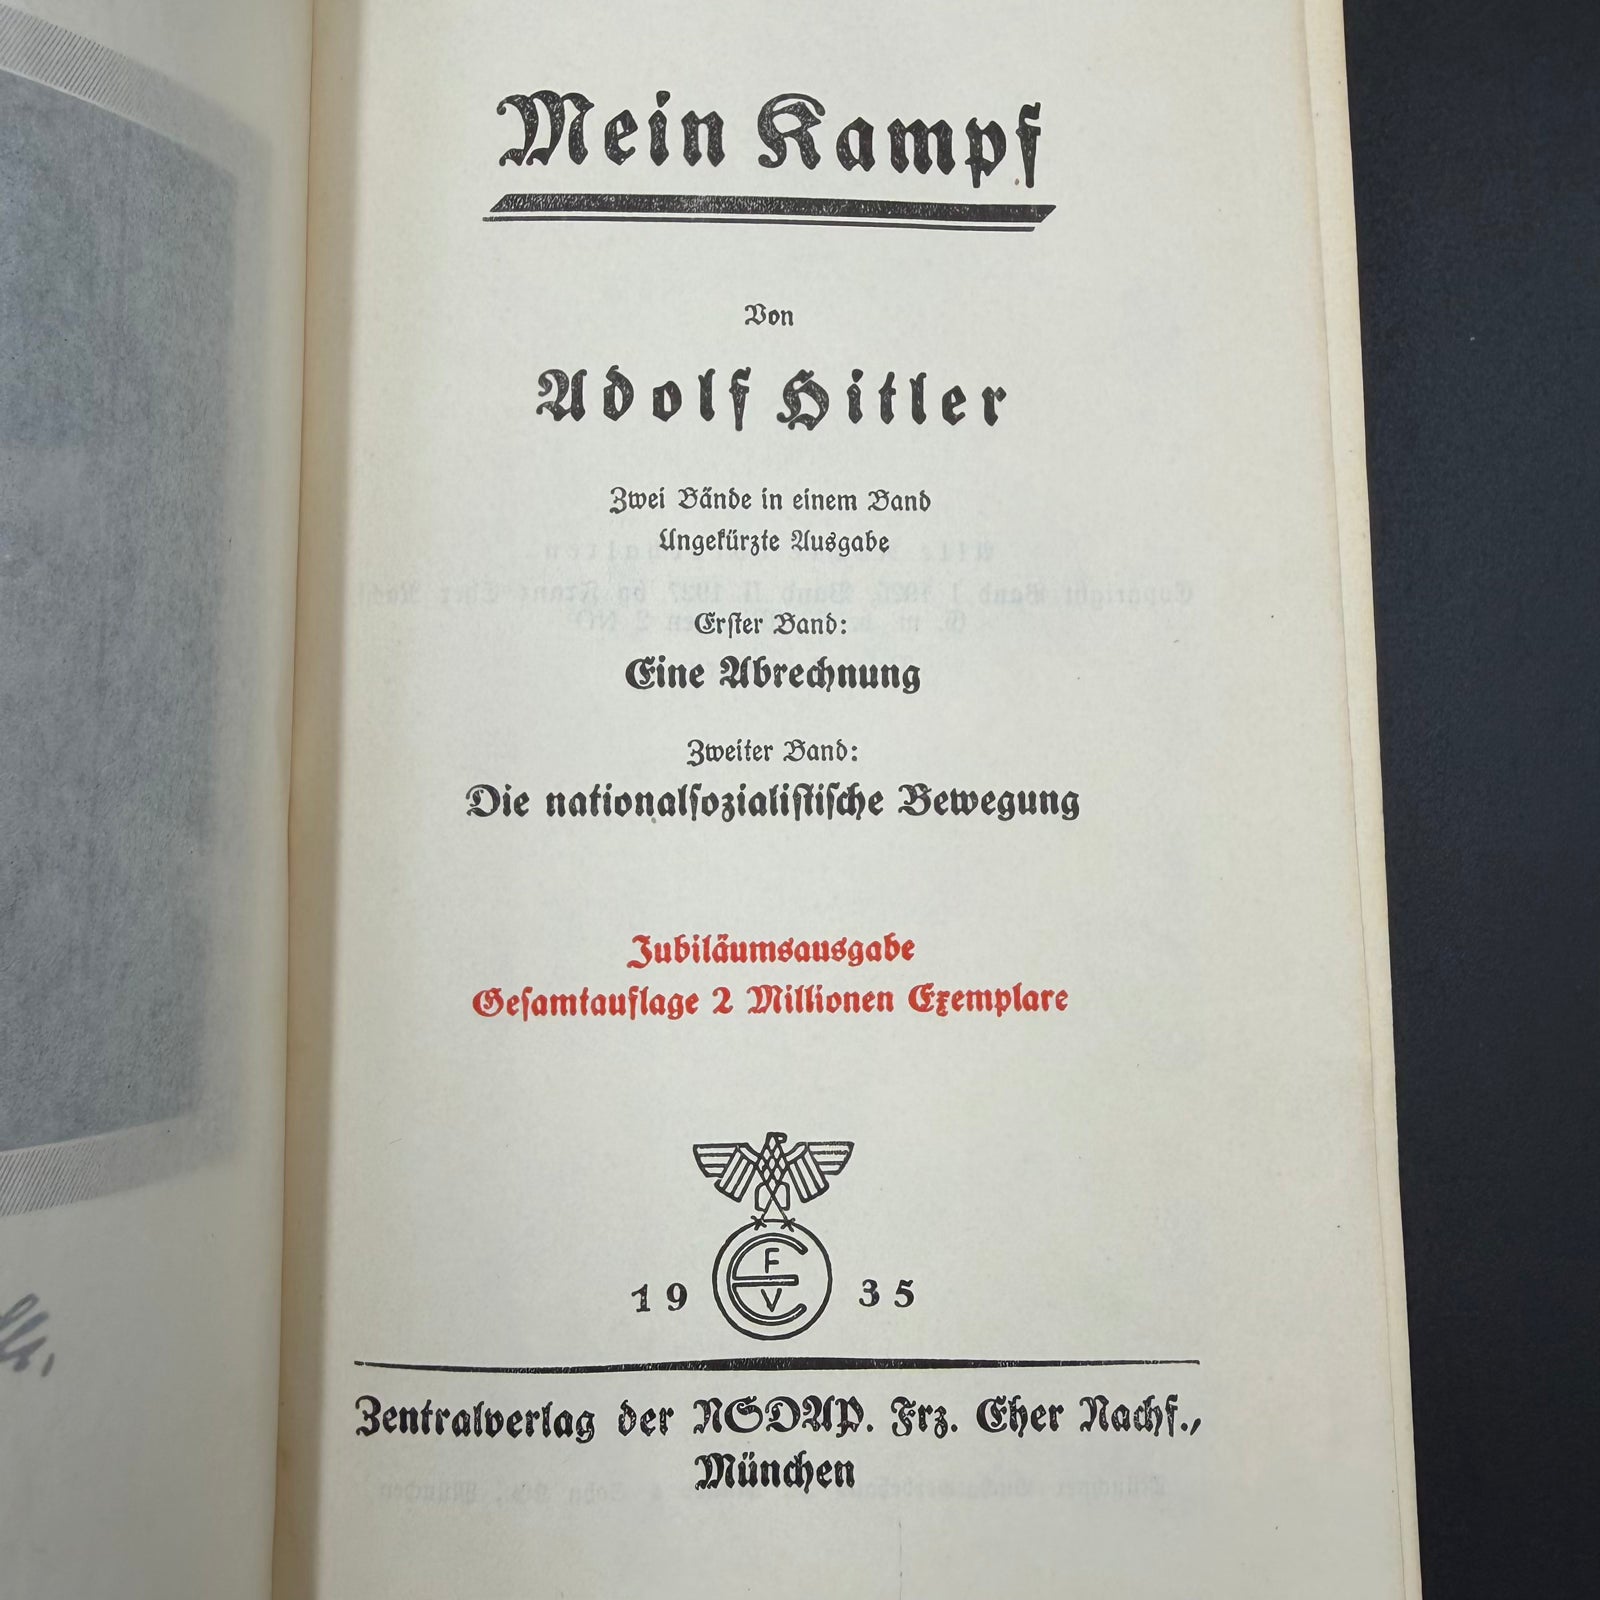 Mein Kampf
Von
Adolf Hitler
Zwei Bände in einem Band
Ungekürzte Ausgabe
Erster Band:
Eine Abrechnung
Zweiter Band:
Die nationalsozialistische Bewegung
Jubiläumsausgabe
Gesamtauflage 2 Millionen Exemplare
F
E
V
19 35
Zentralverlag der NSDAP. Frz. Eher Nachf.,
München